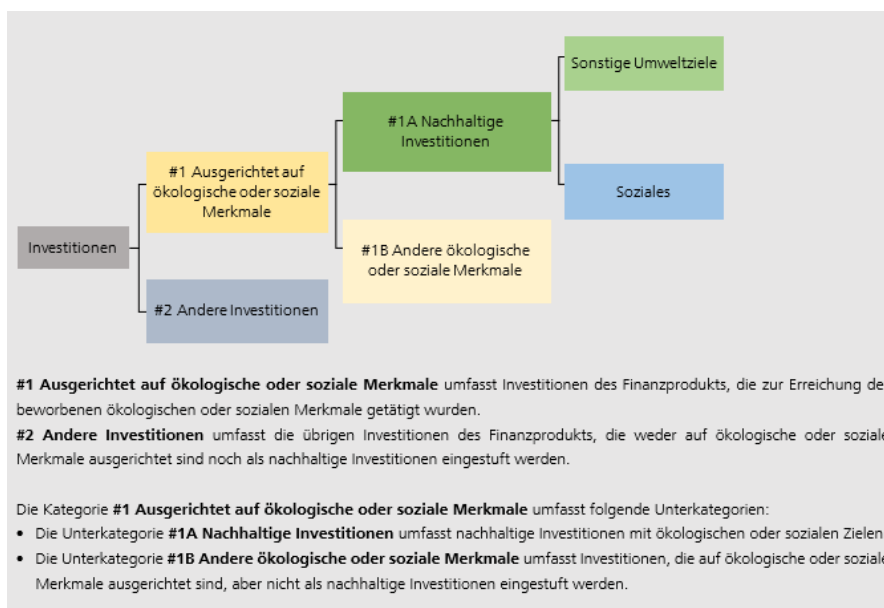 Sonstige Umweltziele
#1A Nachhaltige
Investitionen
#1 Ausgerichtet auf
ökologische oder soziale
Merkmale
Soziales
Investitionen
#1B Andere ökologische
oder soziale Merkmale
#2 Andere Investitionen
#1 Ausgerichtet auf ökologische oder soziale Merkmale umfasst Investitionen des Finanzprodukts, die zur Erreichung de
beworbenen ökologischen oder sozialen Merkmale getätigt wurden.
#2 Andere Investitionen umfasst die übrigen Investitionen des Finanzprodukts, die weder auf ökologische oder soziale
Merkmale ausgerichtet sind noch als nachhaltige Investitionen eingestuft werden.
Die Kategorie #1 Ausgerichtet auf ökologische oder soziale Merkmale umfasst folgende Unterkategorien:
• Die Unterkategorie #1A Nachhaltige Investitionen umfasst nachhaltige Investitionen mit ökologischen oder sozialen Zielen
• Die Unterkategorie #1B Andere ökologische oder soziale Merkmale umfasst Investitionen, die auf ökologische oder soziale
Merkmale ausgerichtet sind, aber nicht als nachhaltige Investitionen eingestuft werden.